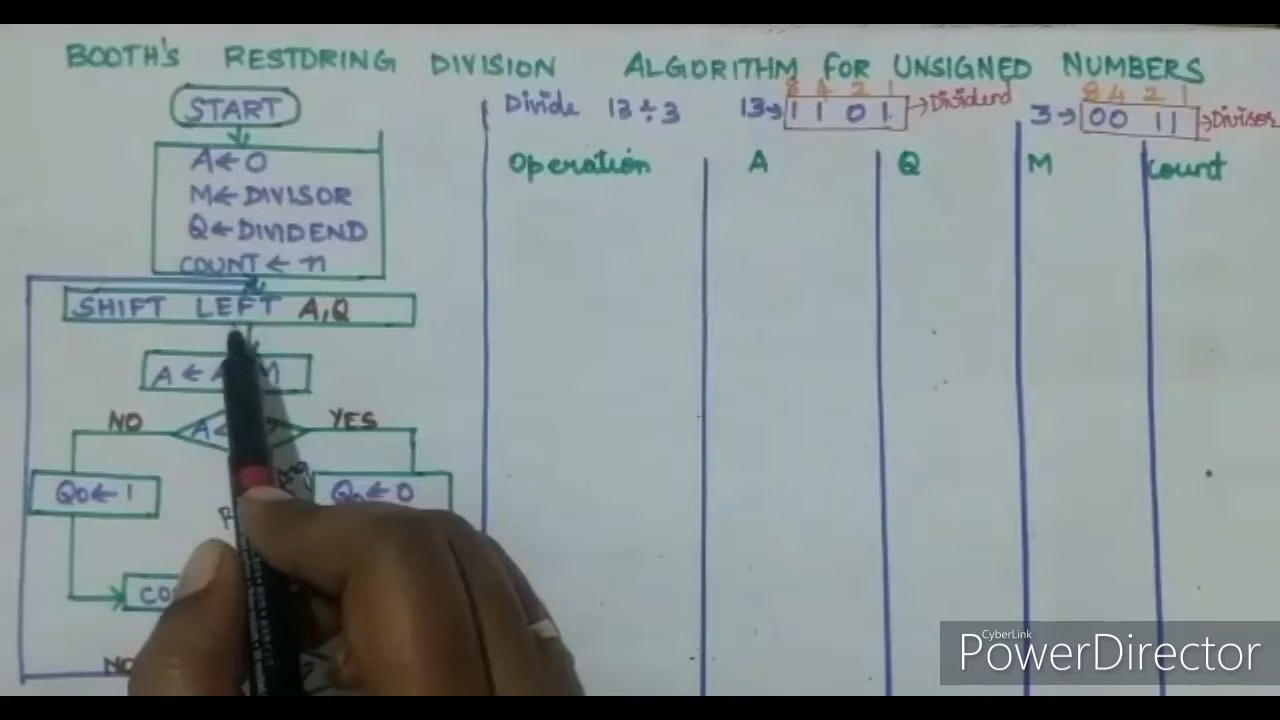 BOOTH's RESTORING DIVISION ALGORITHM FOR UNSIGNED NUMBERS
START
A←0
M←DIVISOR
Q←DIVIDEND
COUNT ← n
SHIFT LEFT A,Q
A ←
M
NO
A<
YES
Q0←1
←0
NO
Divide 13÷3
8 4 2 1
13→ 1 1 0 1 →Dividend
8 4 2 1
3→ 00 11 →Divisor
Operation A Q M Count
CyberLink
PowerDirector